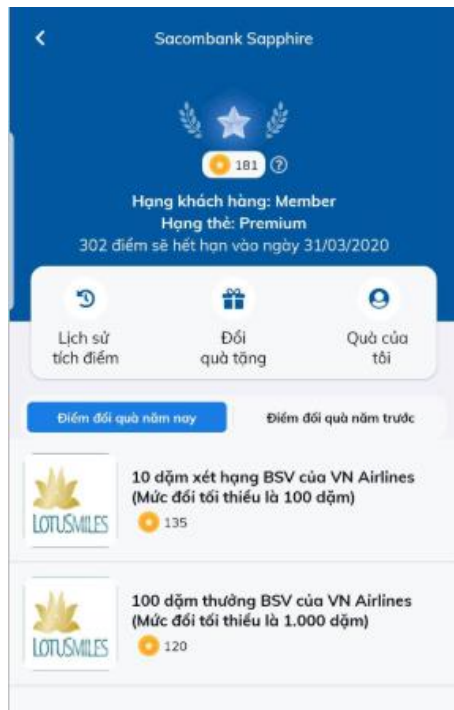 Sacombank Sapphire
181
Hạng khách hàng: Member
Hạng thẻ: Premium
302 điểm sẽ hết hạn vào ngày 31/03/2020
Lịch sử
tích điểm
Đổi
quà tặng
Quà của
tôi
Điểm đổi quà năm nay
Điểm đổi quà năm trước
10 dặm xét hạng BSV của VN Airlines
(Mức đổi tối thiểu là 100 dặm)
LOTUSMILES
135
100 dặm thưởng BSV của VN Airlines
(Mức đổi tối thiểu là 1.000 dặm)
LOTUSMILES
120